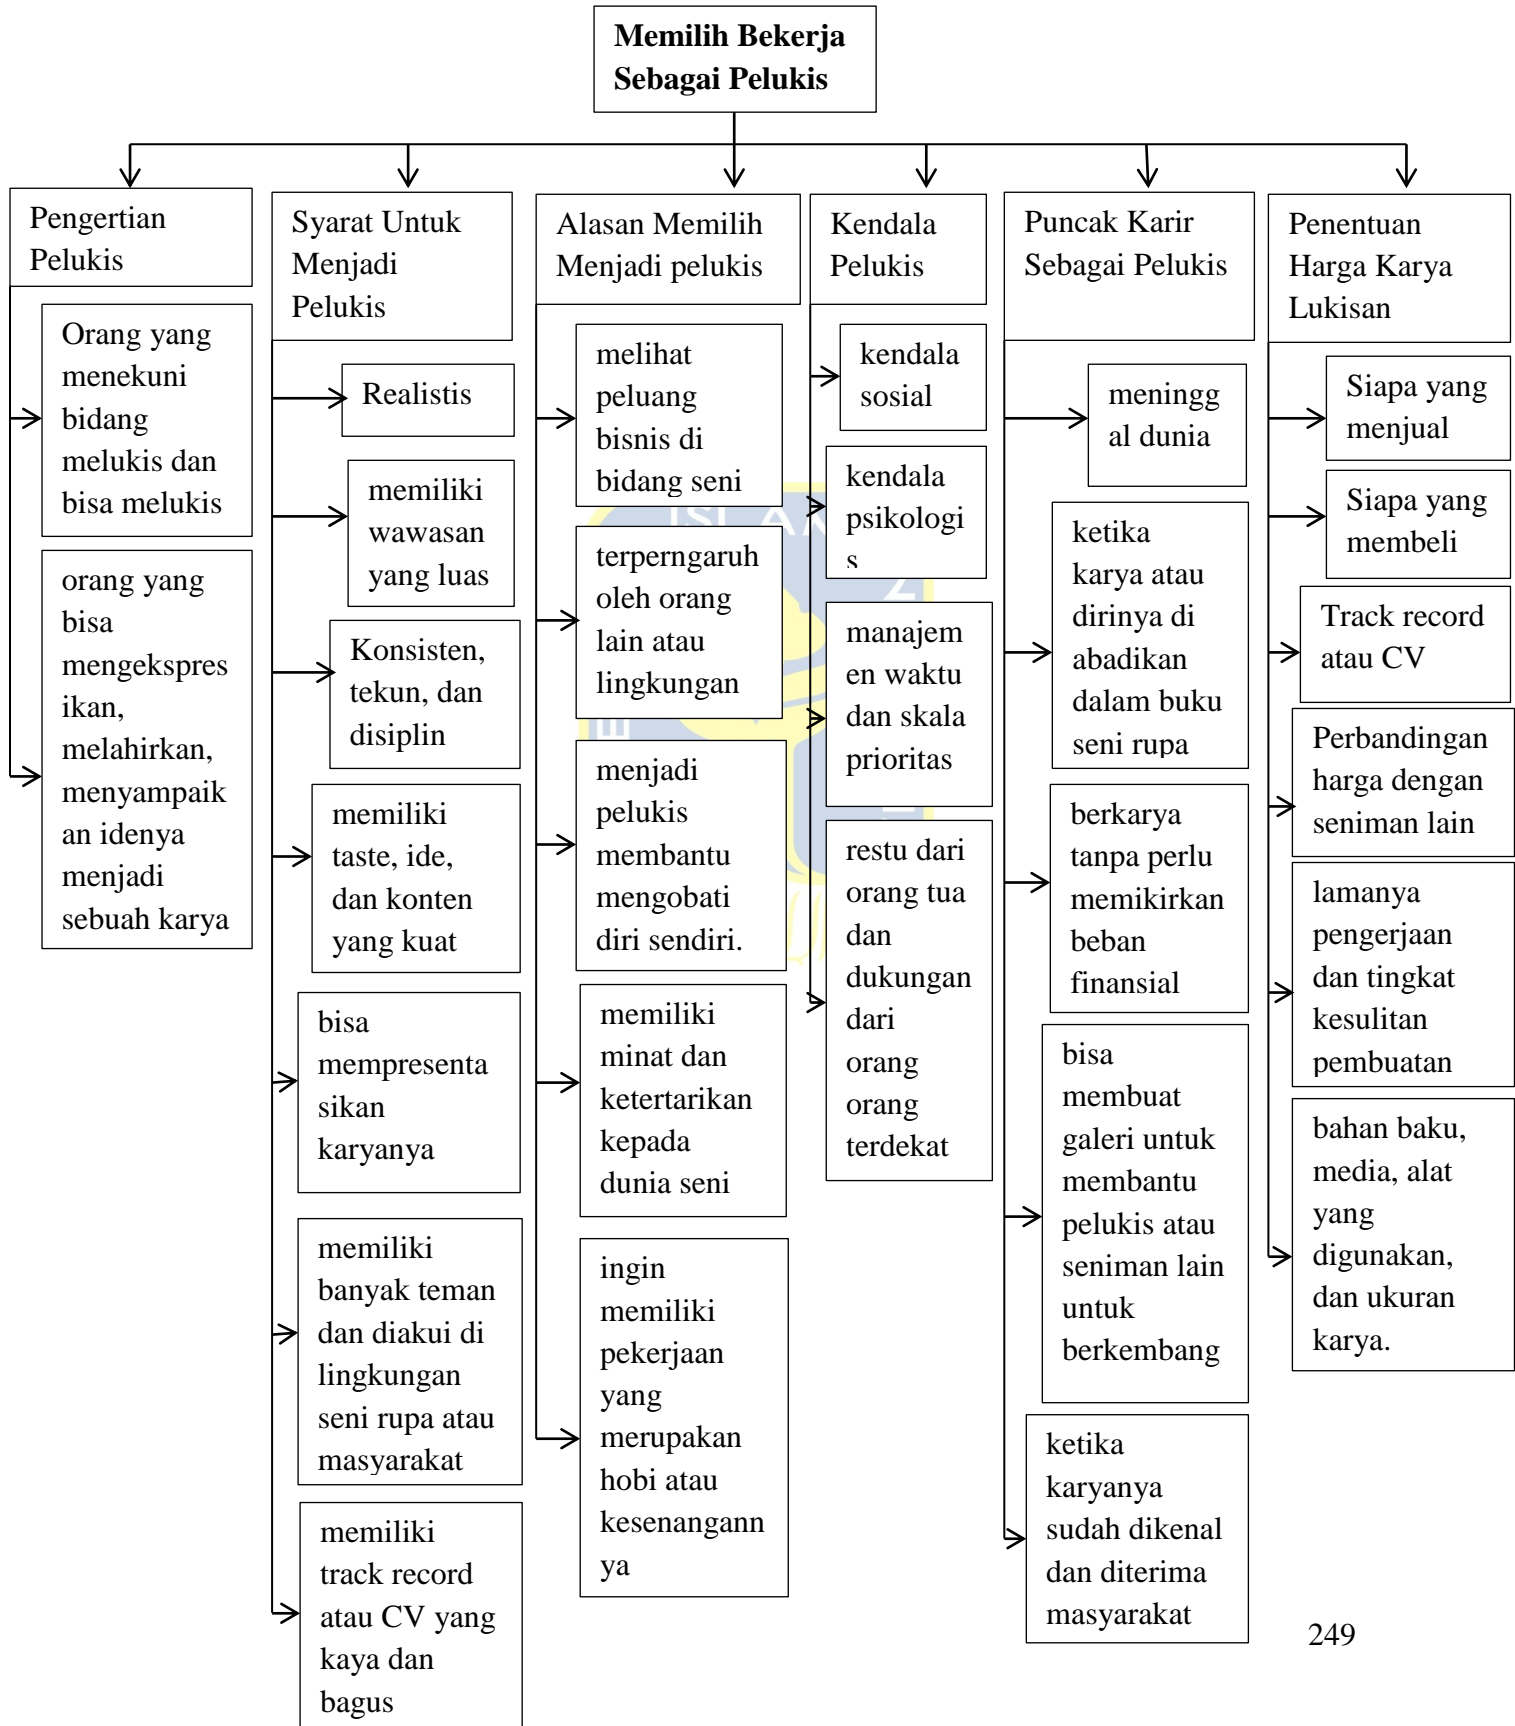 Memilih Bekerja
Sebagai Pelukis
Pengertian
Pelukis
Orang yang
menekuni
bidang
melukis dan
bisa melukis
orang yang
bisa
mengekspres
ikan,
melahirkan,
menyampaik
an idenya
menjadi
sebuah karya
Syarat Untuk
Menjadi
Pelukis
Realistis
memiliki
wawasan
yang luas
Konsisten,
tekun, dan
disiplin
memiliki
taste, ide,
dan konten
yang kuat
bisa
mempresenta
sikan
karyanya
memiliki
banyak teman
dan diakui di
lingkungan
seni rupa atau
masyarakat
memiliki
track record
atau CV yang
kaya dan
bagus
Alasan Memilih
Menjadi pelukis
melihat
peluang
bisnis di
bidang seni
terperngaruh
oleh orang
lain atau
lingkungan
menjadi
pelukis
membantu
mengobati
diri sendiri.
memiliki
minat dan
ketertarikan
kepada
dunia seni
ingin
memiliki
pekerjaan
yang
merupakan
hobi atau
kesenangann
ya
Kendala
Pelukis
kendala
sosial
kendala
psikologi
s
manajem
en waktu
dan skala
prioritas
restu dari
orang tua
dan
dukungan
dari
orang
orang
terdekat
Puncak Karir
Sebagai Pelukis
meningg
al dunia
ketika
karya atau
dirinya di
abadikan
dalam buku
seni rupa
berkarya
tanpa perlu
memikirkan
beban
finansial
bisa
membuat
galeri untuk
membantu
pelukis atau
seniman lain
untuk
berkembang
ketika
karyanya
sudah dikenal
dan diterima
masyarakat
Penentuan
Harga Karya
Lukisan
Siapa yang
menjual
Siapa yang
membeli
Track record
atau CV
Perbandingan
harga dengan
seniman lain
lamanya
pengerjaan
dan tingkat
kesulitan
pembuatan
bahan baku,
media, alat
yang
digunakan,
dan ukuran
karya.
ISLAM
249